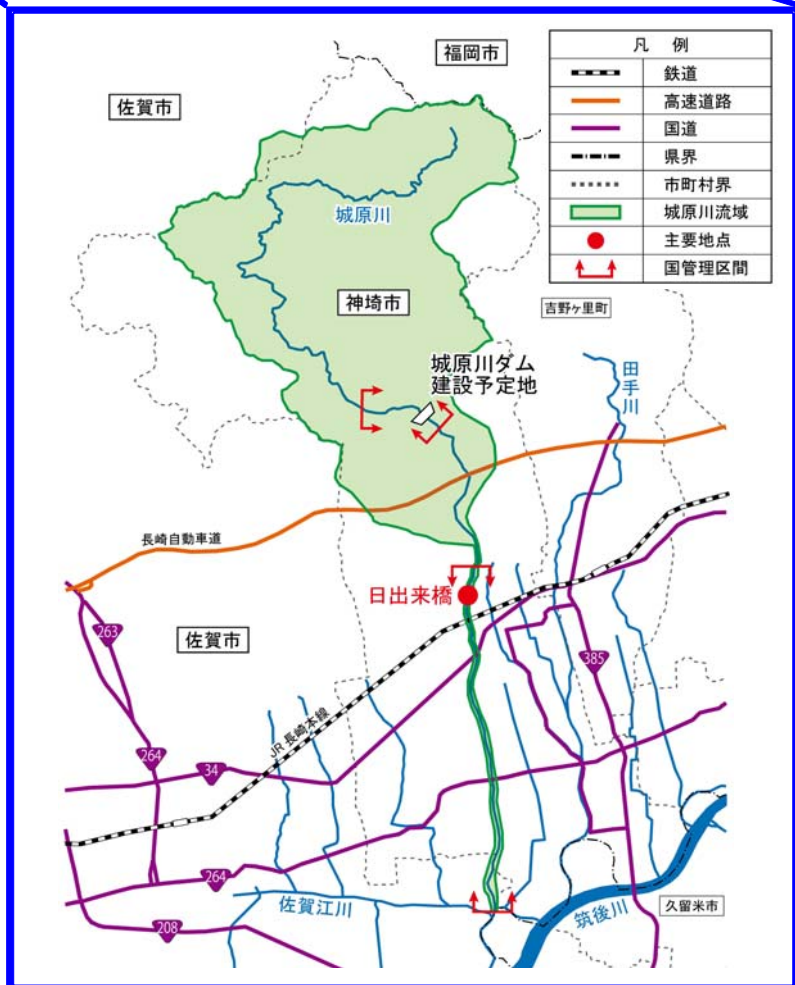 福岡市
佐賀市
凡 例
鉄道
高速道路
国道
県界
市町村界
城原川流域
主要地点
国管理区間
城原川
神埼市
吉野ヶ里町
城原川ダム
建設予定地
田手川
長崎自動車道
日出来橋
263
佐賀市
385
JR長崎本線
264
34
264
佐賀江川
208
筑後川
久留米市